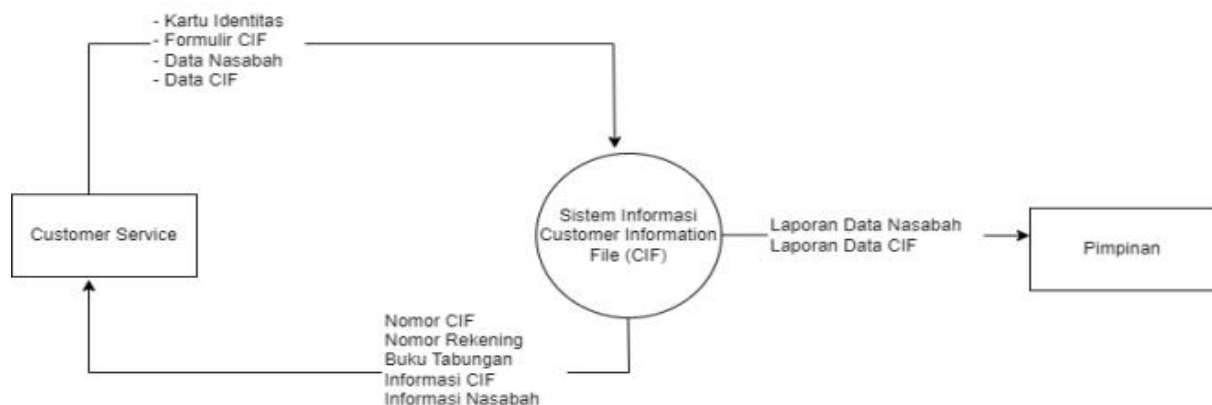 - Kartu Identitas
- Formulir CIF
- Data Nasabah
- Data CIF
Customer Service
Sistem Informasi
Customer Information
File (CIF)
Laporan Data Nasabah
Laporan Data CIF
Pimpinan
Nomor CIF
Nomor Rekening
Buku Tabungan
Informasi CIF
Informasi Nasabah